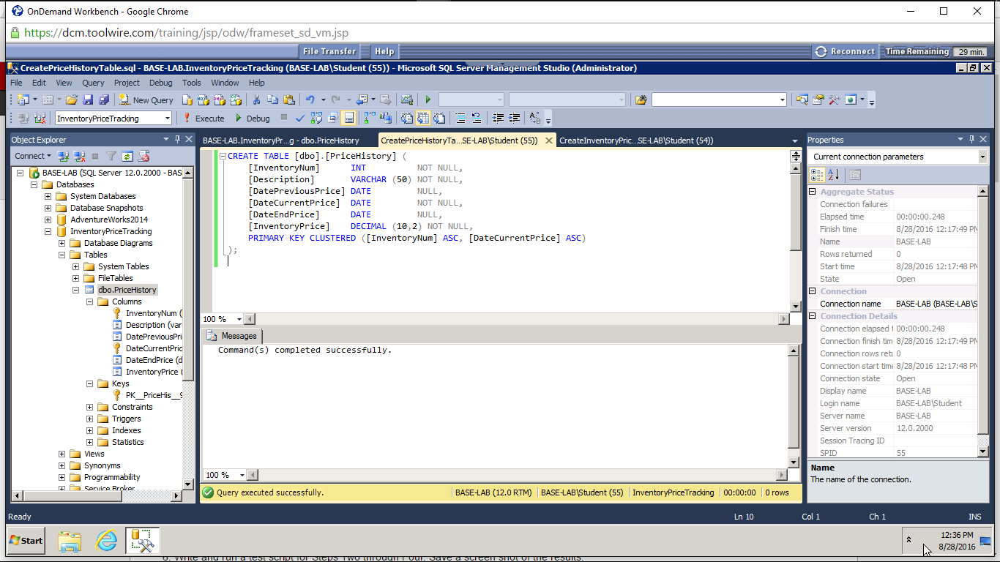 OnDemand Workbench - Google Chrome
https://dcm.toolwire.com/training/jsp/odw/frameset_sd_vm.jsp
File Transfer Help Reconnect Time Remaining 29 min.
CreatePriceHistoryTable.sql - BASE-LAB.InventoryPriceTracking (BASE-LAB\Student (55)) - Microsoft SQL Server Management Studio (Administrator)
File Edit View Query Project Debug Tools Window Help
New Query
InventoryPriceTracking Execute Debug
Object Explorer
Connect
BASE-LAB (SQL Server 12.0.2000 - BAS
Databases
System Databases
Database Snapshots
AdventureWorks2014
InventoryPriceTracking
Database Diagrams
Tables
System Tables
FileTables
dbo.PriceHistory
Columns
InventoryNum (
Description (var
DatePreviousPri
DateCurrentPric
DateEndPrice (d
InventoryPrice (
Keys
PK__PriceHis__9
Constraints
Triggers
Indexes
Statistics
Views
Synonyms
Programmability
Service Broker
BASE-LAB.InventoryPr...g - dbo.PriceHistory CreatePriceHistoryTa...SE-LAB\Student (55)) CreateInventoryPric...SE-LAB\Student (54))
CREATE TABLE [dbo].[PriceHistory] (
[InventoryNum] INT NOT NULL,
[Description] VARCHAR (50) NOT NULL,
[DatePreviousPrice] DATE NULL,
[DateCurrentPrice] DATE NOT NULL,
[DateEndPrice] DATE NULL,
[InventoryPrice] DECIMAL (10,2) NOT NULL,
PRIMARY KEY CLUSTERED ([InventoryNum] ASC, [DateCurrentPrice] ASC)
);
100 %
Messages
Command(s) completed successfully.
100 %
Query executed successfully. BASE-LAB (12.0 RTM) BASE-LAB\Student (55) InventoryPriceTracking 00:00:00 0 rows
Properties
Current connection parameters
Aggregate Status
Connection failures
Elapsed time 00:00:00.248
Finish time 8/28/2016 12:17:49 PM
Name BASE-LAB
Rows returned 0
Start time 8/28/2016 12:17:48 PM
State Open
Connection
Connection name BASE-LAB (BASE-LAB\S
Connection Details
Connection elapsed t 00:00:00.248
Connection finish tim 8/28/2016 12:17:49 PM
Connection rows retu 0
Connection start time 8/28/2016 12:17:48 PM
Connection state Open
Display name BASE-LAB
Login name BASE-LAB\Student
Server name BASE-LAB
Server version 12.0.2000
Session Tracing ID
SPID 55
Name
The name of the connection.
Ready Ln 10 Col 1 Ch 1 INS
Start 12:36 PM
8/28/2016
6. Write and run a test script for Steps Two through Four. Save a screen shot of the results.